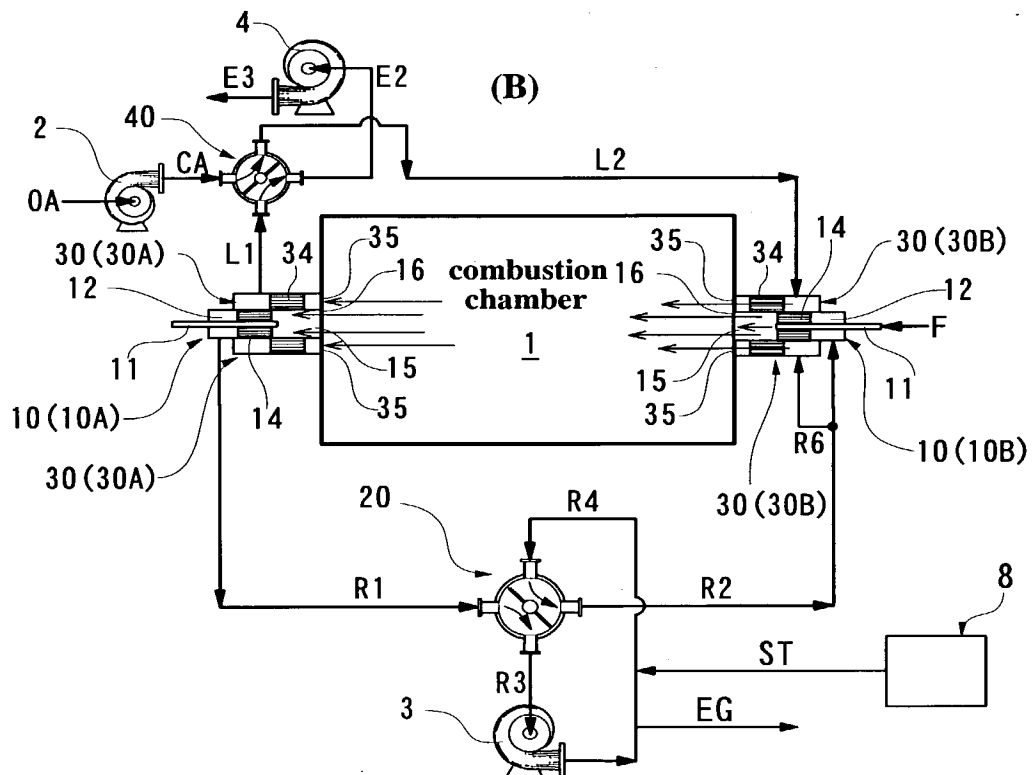 4
E3
E2
(B)
40
2
CA
L2
OA
L1
30(30A)
34
35
16
12
combustion
chamber
1
35
34
14
30(30B)
16
12
F
11
14
15
35
15
35
11
10(10A)
30(30A)
R6
10(10B)
30(30B)
20
R4
R1
R2
8
ST
R3
EG
3